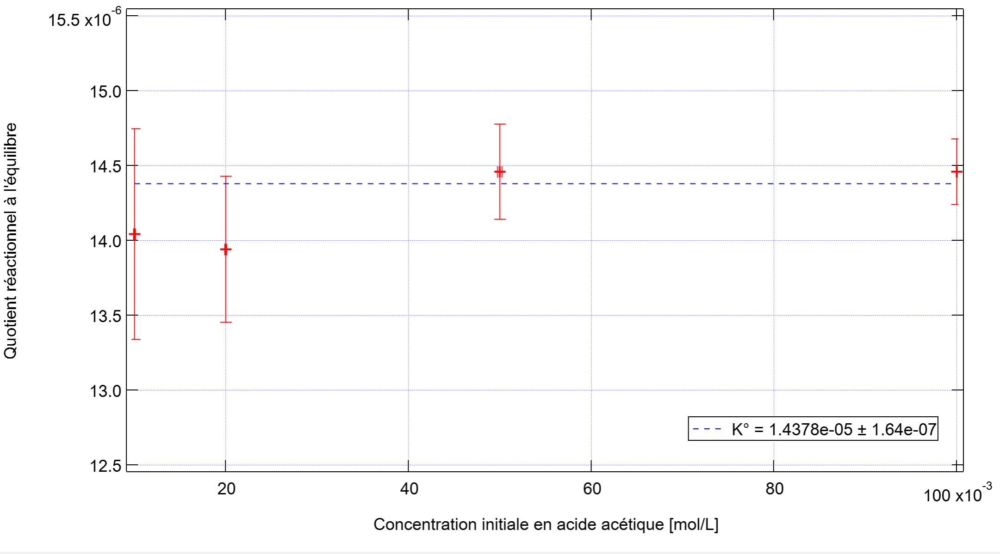 15.5 x10-6
15.0
14.5
14.0
13.5
13.0
12.5
Quotient réactionnel à l'équilibre
K° = 1.4378e-05 ± 1.64e-07
20
40
60
80
100 x10-3
Concentration initiale en acide acétique [mol/L]